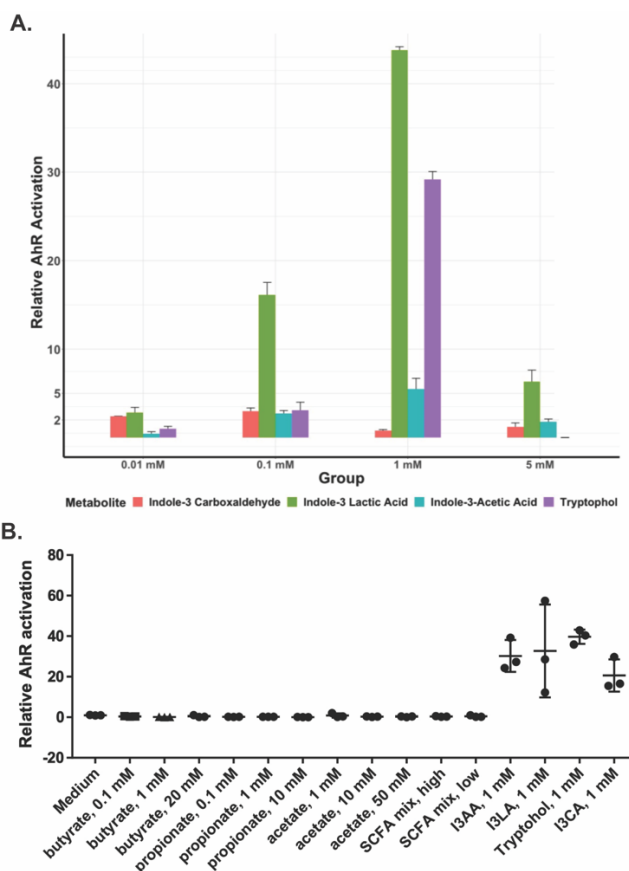 A.
Relative AhR Activation
40
30
20
10
5
2
0.01 mM 0.1 mM 1 mM 5 mM
Group
Metabolite Indole-3 Carboxaldehyde Indole-3 Lactic Acid Indole-3-Acetic Acid Tryptophol
B.
Relative AhR activation
80
60
40
20
0
-20
Medium
butyrate, 0.1 mM
butyrate, 1 mM
butyrate, 20 mM
propionate, 0.1 mM
propionate, 1 mM
propionate, 10 mM
acetate, 1 mM
acetate, 10 mM
acetate, 50 mM
SCFA mix, high
SCFA mix, low
I3AA, 1 mM
I3LA, 1 mM
Tryptohol, 1 mM
I3CA, 1 mM